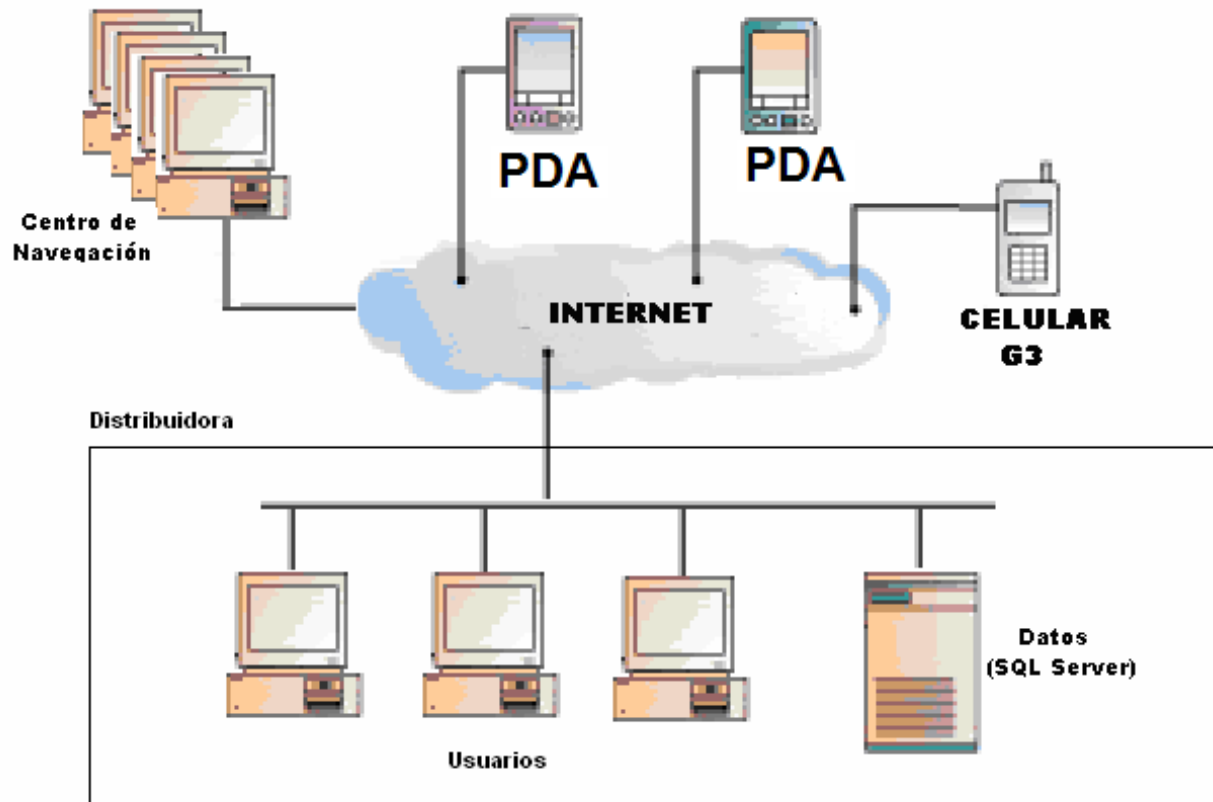 PDA
PDA
Centro de
Navegación
INTERNET
CELULAR
G3
Distribuidora
Datos
(SQL Server)
Usuarios